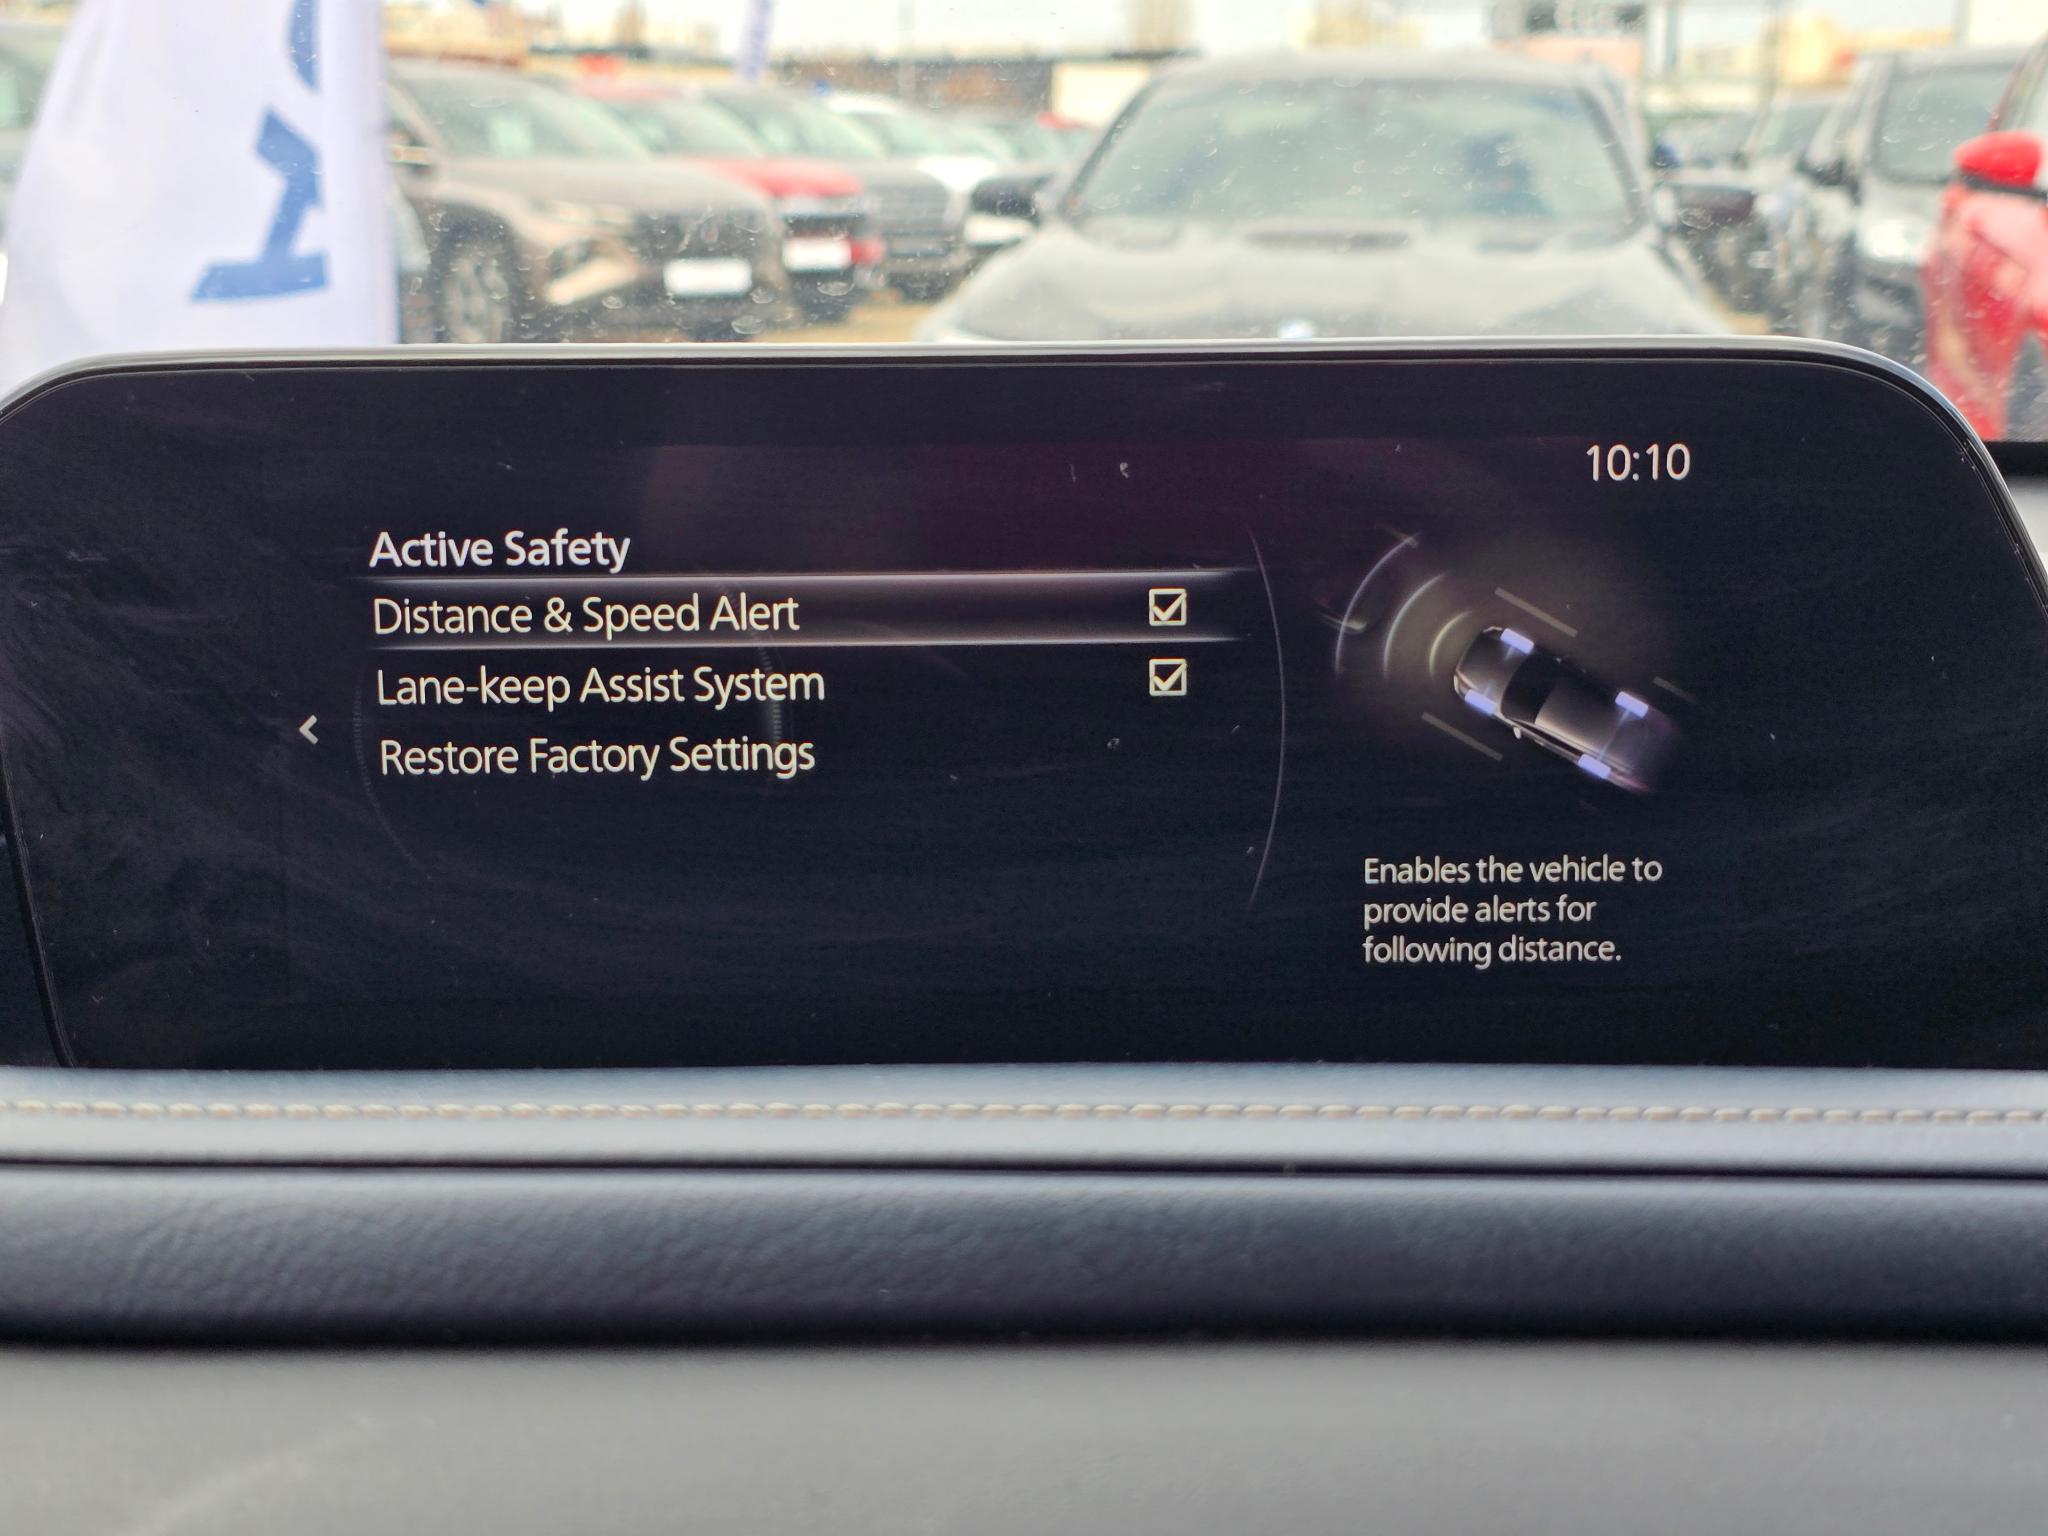 10:10
Active Safety
Distance & Speed Alert
Lane-keep Assist System
Restore Factory Settings
Enables the vehicle to
provide alerts for
following distance.